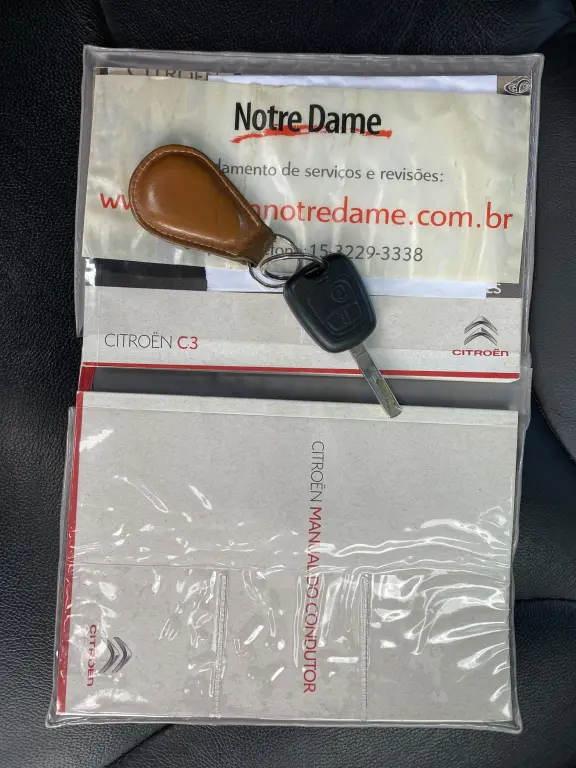 CITROËN C3
Notre Dame
damento de serviços e revisões:
notredame.com.br
15 3229-3338
CITROËN C3
CITROËN
CITROËN MANUAL DO CONDUTOR
CITROËN